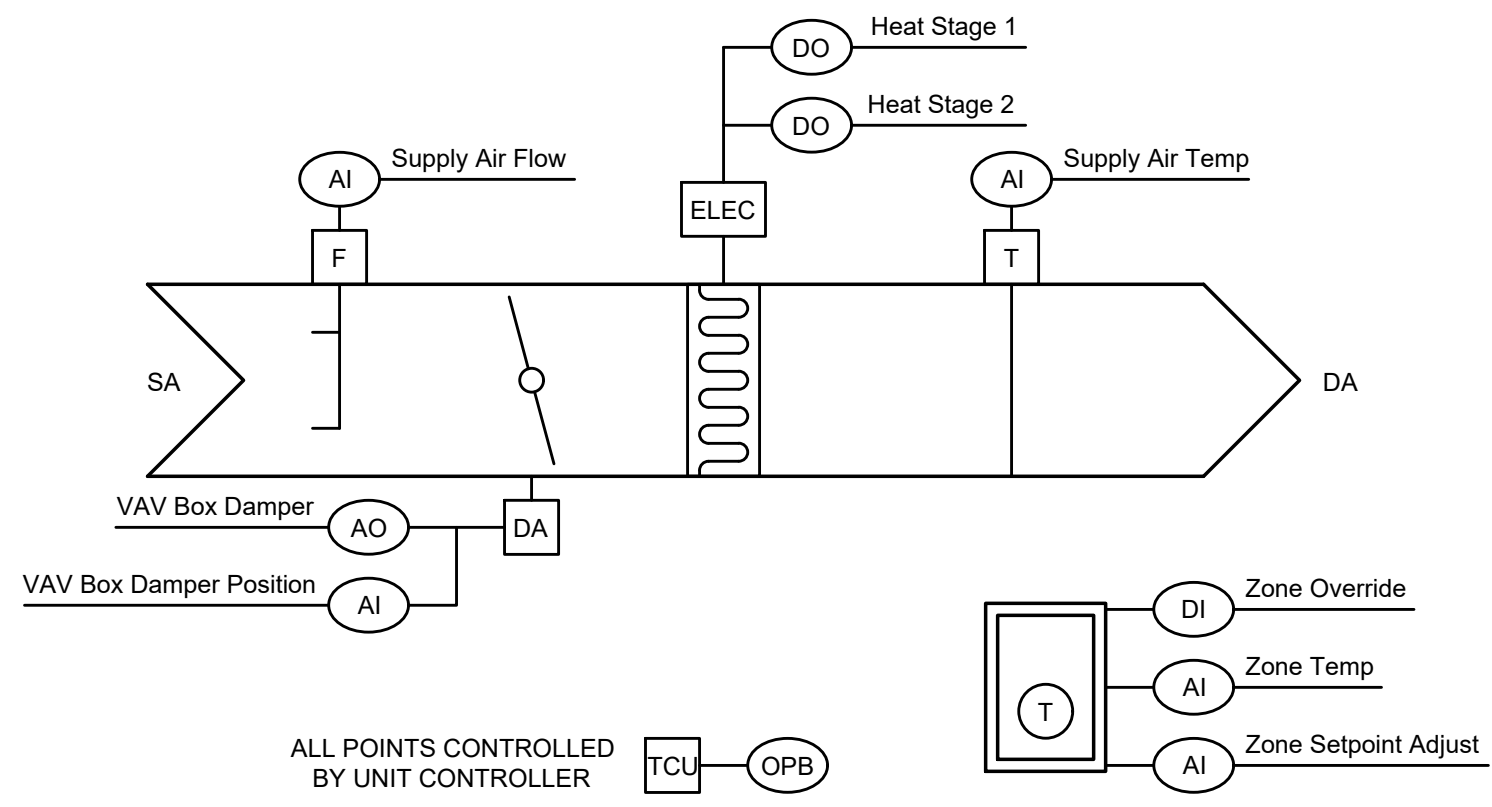 DO Heat Stage 1
DO Heat Stage 2
AI Supply Air Flow
ELEC
AI Supply Air Temp
F
T
SA
DA
VAV Box Damper AO DA
VAV Box Damper Position AI
DI Zone Override
AI Zone Temp
T
AI Zone Setpoint Adjust
ALL POINTS CONTROLLED
BY UNIT CONTROLLER
TCU OPB